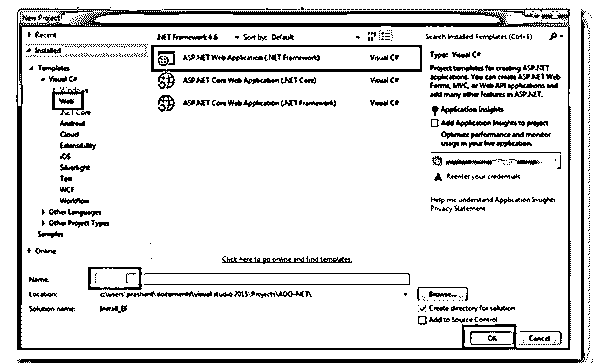 New Project
Recent
.NET Framework 4.6
Sort by: Default
Search Installed Templates (Ctrl+E)
Installed
Templates
Visual C#
Windows
Web
.NET Core
Android
Cloud
Extensibility
iOS
Silverlight
Test
WCF
Workflow
Other Languages
Other Project Types
Samples
Online
ASP.NET Web Application (.NET Framework) Visual C#
ASP.NET Core Web Application (.NET Core) Visual C#
ASP.NET Core Web Application (.NET Framework) Visual C#
Click here to go online and find templates.
Type: Visual C#
Project templates for creating ASP.NET
applications. You can create ASP.NET Web
Forms, MVC, or Web API applications and
add many other features in ASP.NET.
Application Insights
Add Application Insights to project
Optimize performance and monitor
usage in your live application.
Reenter your credentials
Help me understand Application Insights
Privacy Statement
Name:
Location: c:\users\prashant\documents\visual studio 2015\Projects\ADO-NET\
Browse...
Solution name: Install_EF
Create directory for solution
Add to Source Control
OK Cancel